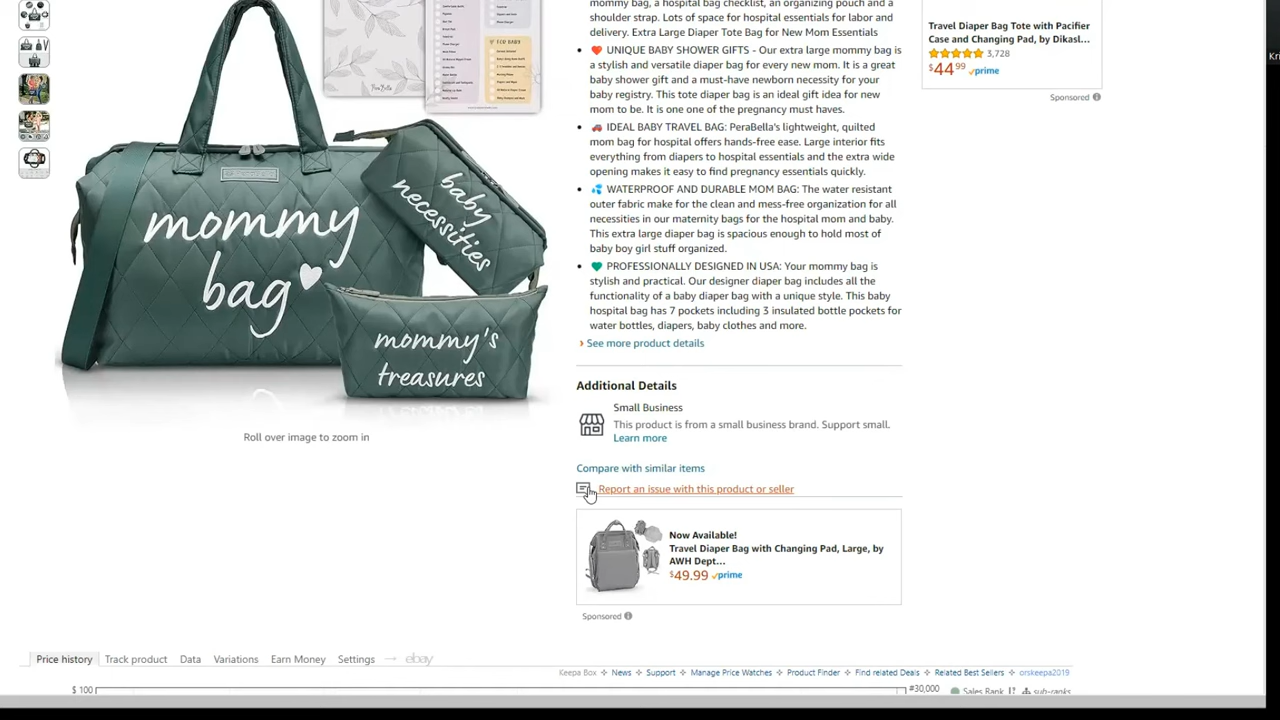 mommy bag, a hospital bag checklist, an organizing pouch and a
shoulder strap. Lots of space for hospital essentials for labor and
delivery. Extra Large Diaper Tote Bag for New Mom Essentials
UNIQUE BABY SHOWER GIFTS - Our extra large mommy bag is
a stylish and versatile diaper bag for every new mom. It is a great
baby shower gift and a must-have newborn necessity for your
baby registry. This tote diaper bag is an ideal gift idea for new
mom to be. It is one one of the pregnancy must haves.
IDEAL BABY TRAVEL BAG: PeraBella's lightweight, quilted
mom bag for hospital offers hands-free ease. Large interior fits
everything from diapers to hospital essentials and the extra wide
opening makes it easy to find pregnancy essentials quickly.
WATERPROOF AND DURABLE MOM BAG: The water resistant
outer fabric make for the clean and mess-free organization for all
necessities in our maternity bags for the hospital mom and baby.
This extra large diaper bag is spacious enough to hold most of
baby boy girl stuff organized.
PROFESSIONALLY DESIGNED IN USA: Your mommy bag is
stylish and practical. Our designer diaper bag includes all the
functionality of a baby diaper bag with a unique style. This baby
hospital bag has 7 pockets including 3 insulated bottle pockets for
water bottles, diapers, baby clothes and more.
› See more product details
Additional Details
Small Business
This product is from a small business brand. Support small.
Learn more
Compare with similar items
Report an issue with this product or seller
Now Available!
Travel Diaper Bag with Changing Pad, Large, by
AWH Dept...
$49.99 prime
Sponsored
Travel Diaper Bag Tote with Pacifier
Case and Changing Pad, by Dikasl...
3,728
$44 99 prime
Sponsored
FOR BABY
mommy
bag
baby
necessities
mommy's
treasures
Roll over image to zoom in
Price history Track product Data Variations Earn Money Settings → ebay
Keepa Box News Support Manage Price Watches Product Finder Find related Deals Related Best Sellers orskeepa2019
$ 100 #30,000 Sales Rank sub-ranks